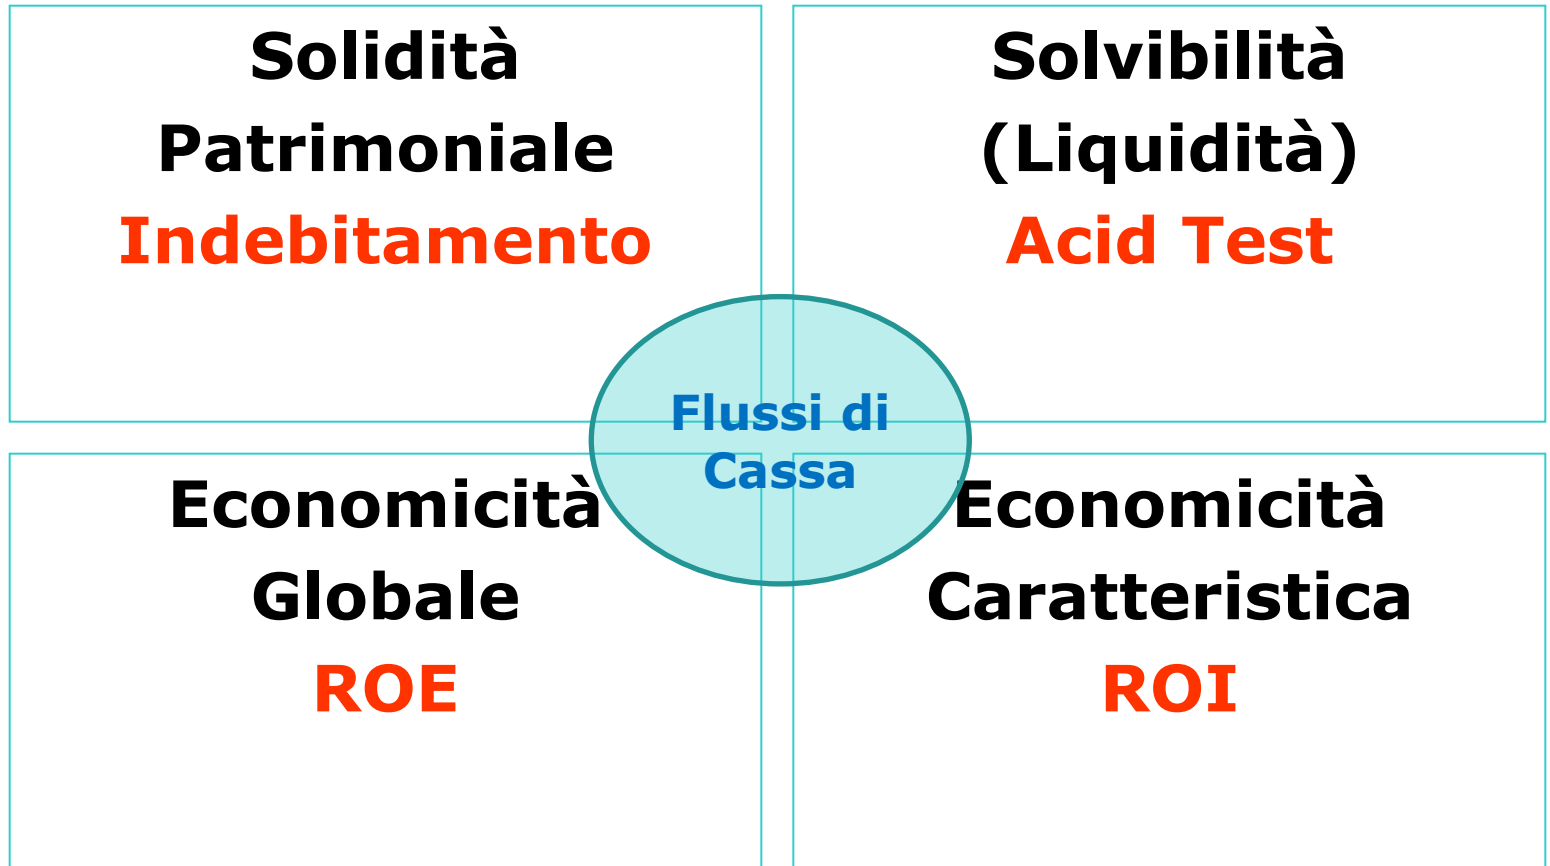 Solidità
Patrimoniale
Indebitamento
Solvibilità
(Liquidità)
Acid Test
Flussi di
Cassa
Economicità
Globale
ROE
Economicità
Caratteristica
ROI